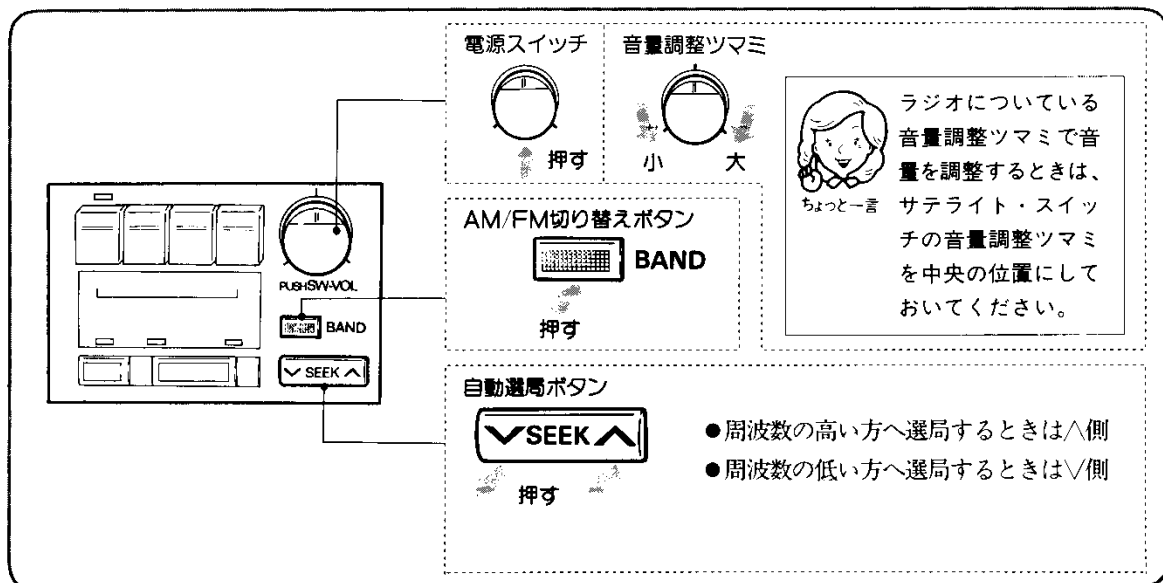 電源スイッチ
押す
音量調整ツマミ
小
大
ちょっと一言
ラジオについている
音量調整ツマミで音
量を調整するときは、
サテライト・スイッ
チの音量調整ツマミ
を中央の位置にして
おいてください。
PUSH SW-VOL
BAND
SEEK
AM/FM切り替えボタン
BAND
押す
自動選局ボタン
SEEK
押す
●周波数の高い方へ選局するときは∧側
●周波数の低い方へ選局するときは∨側